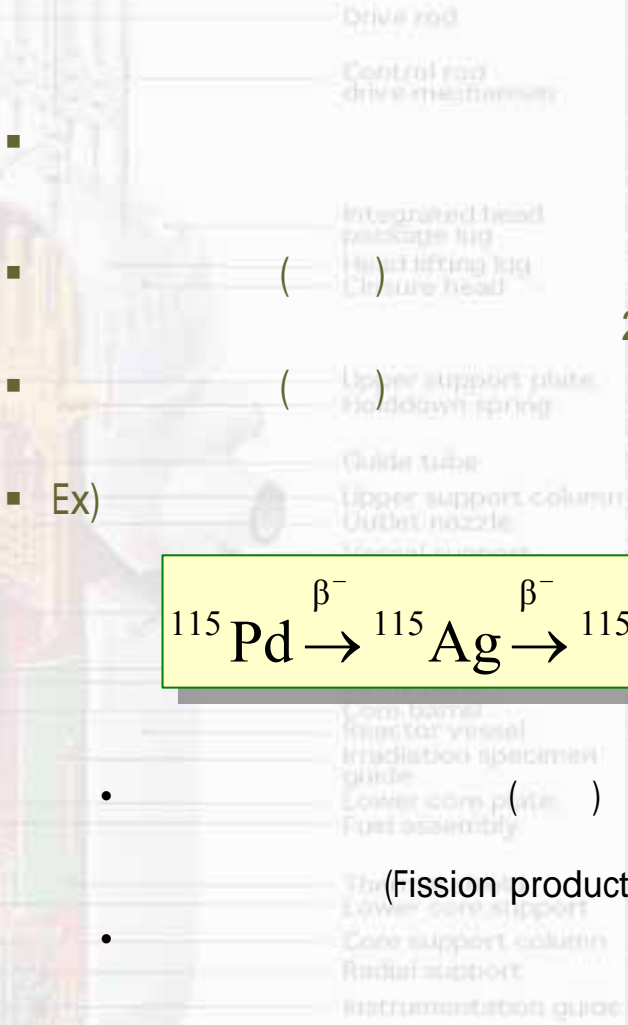 Drive rod
Control rod
drive mechanism
Integrated head
package lug
( ) Head lifting lug
Closure head
2
( ) Upper support plate
Holddown spring
Guide tube
Ex) Upper support column
Outlet nozzle
Vessel support
β⁻ β⁻
¹¹⁵Pd → ¹¹⁵Ag → ¹¹⁵
Core barrel
Reactor vessel
Irradiation specimen
guide
• Lower core plate ( )
Fuel assembly
(Fission product
Lower core support
• Core support column
Radial support
Instrumentation guide